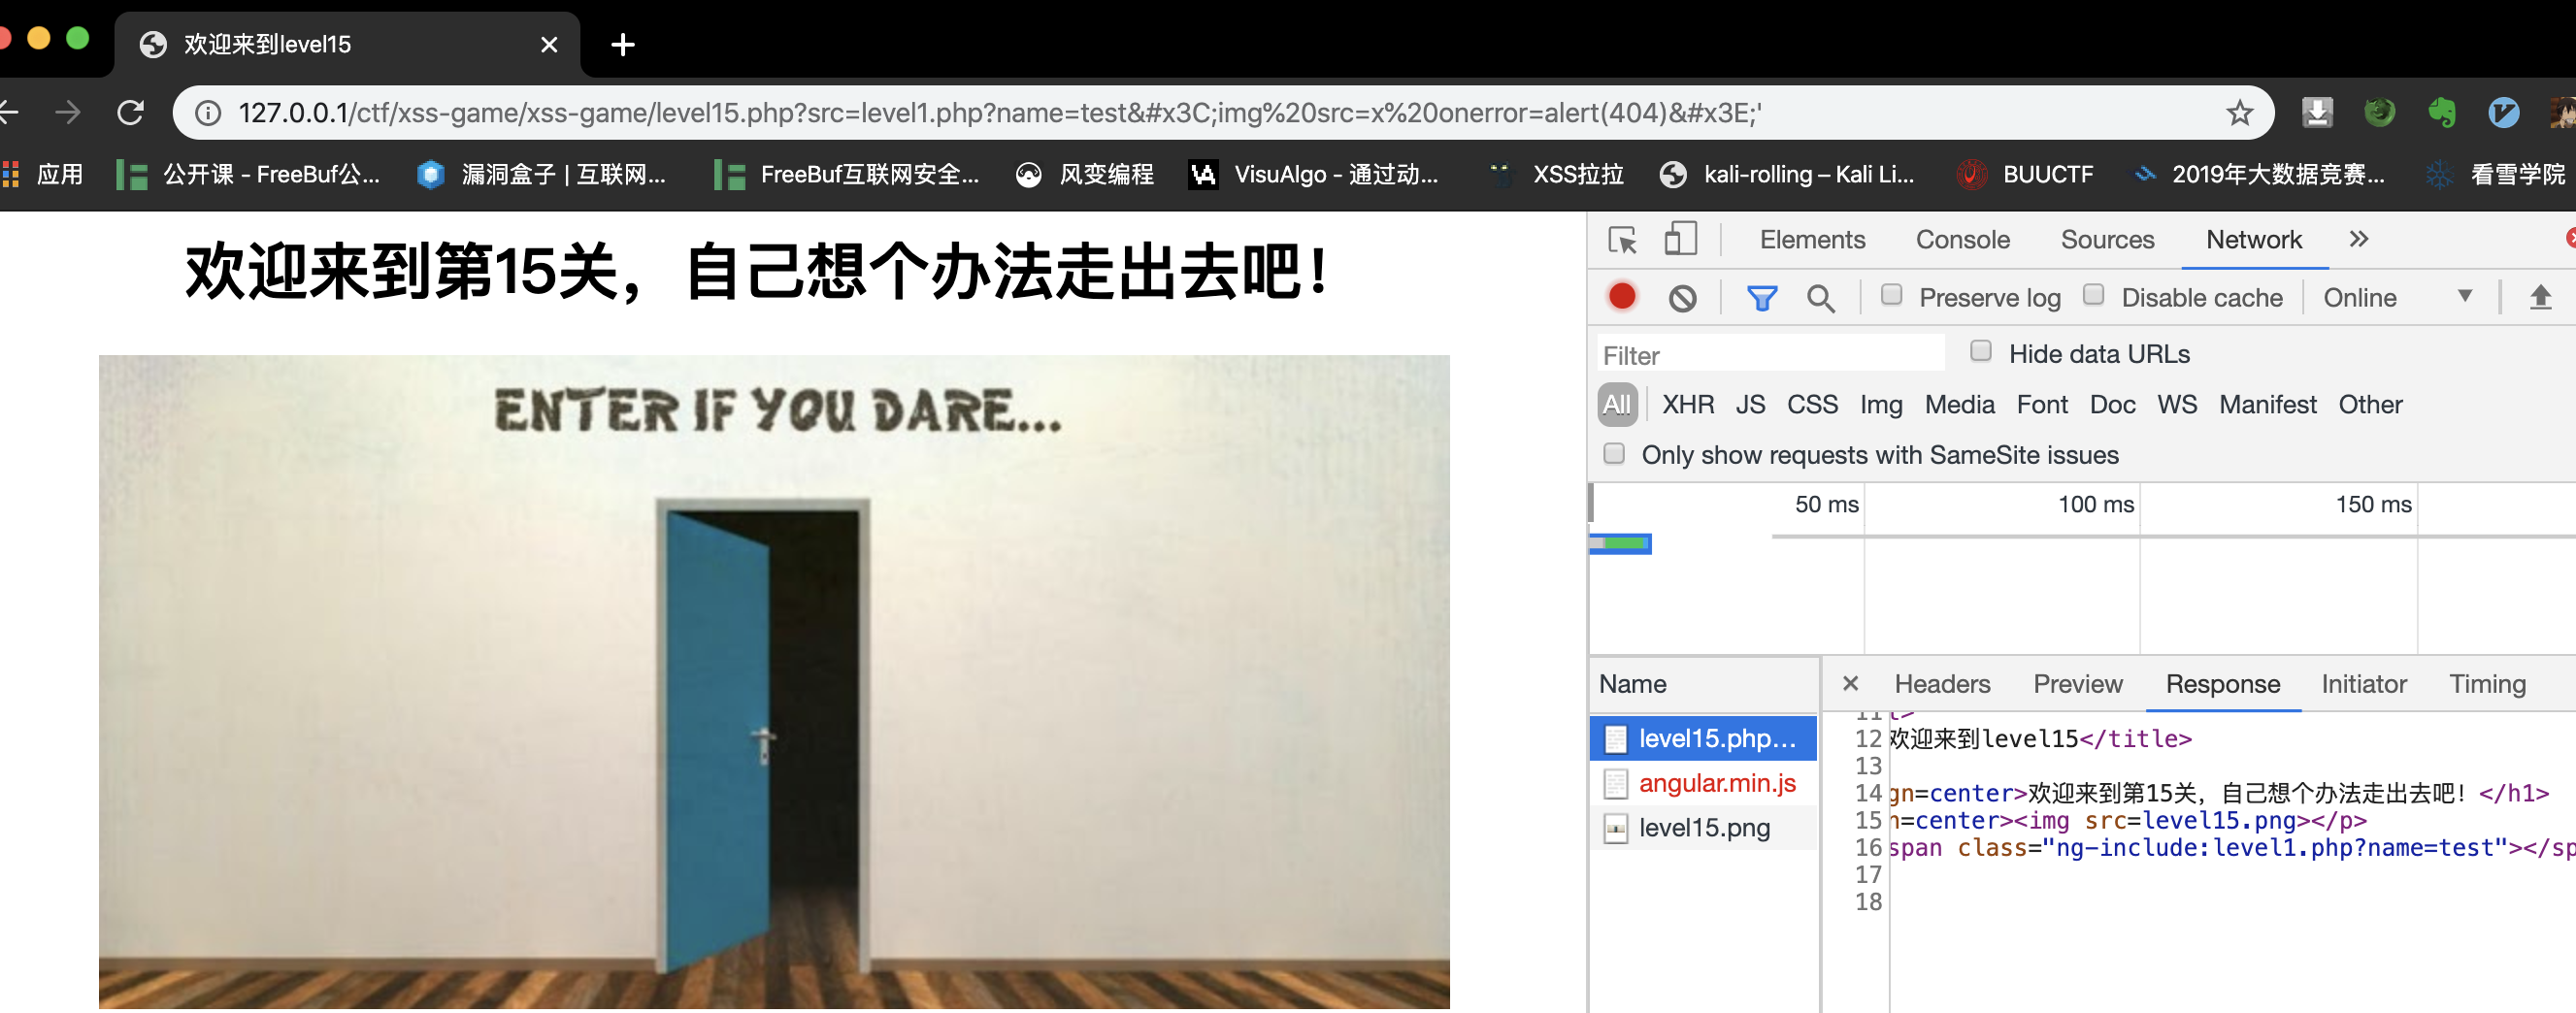 欢迎来到level15
127.0.0.1/ctf/xss-game/xss-game/level15.php?src=level1.php?name=test&#x3C;img%20src=x%20onerror=alert(404)&#x3E;'
应用 公开课 - FreeBuf公... 漏洞盒子 | 互联网... FreeBuf互联网安全... 风变编程 VisuAlgo - 通过动... XSS拉拉 kali-rolling – Kali Li... BUUCTF 2019年大数据竞赛... 看雪学院
欢迎来到第15关，自己想个办法走出去吧！
ENTER IF YOU DARE...
Elements Console Sources Network
Preserve log Disable cache Online
Filter Hide data URLs
All XHR JS CSS Img Media Font Doc WS Manifest Other
Only show requests with SameSite issues
50 ms 100 ms 150 ms
Name
level15.php...
angular.min.js
level15.png
Headers Preview Response Initiator Timing
11 t>
12 欢迎来到level15</title>
13
14 gn=center>欢迎来到第15关，自己想个办法走出去吧！</h1>
15 n=center><img src=level15.png></p>
16 span class="ng-include:level1.php?name=test"></sp
17
18